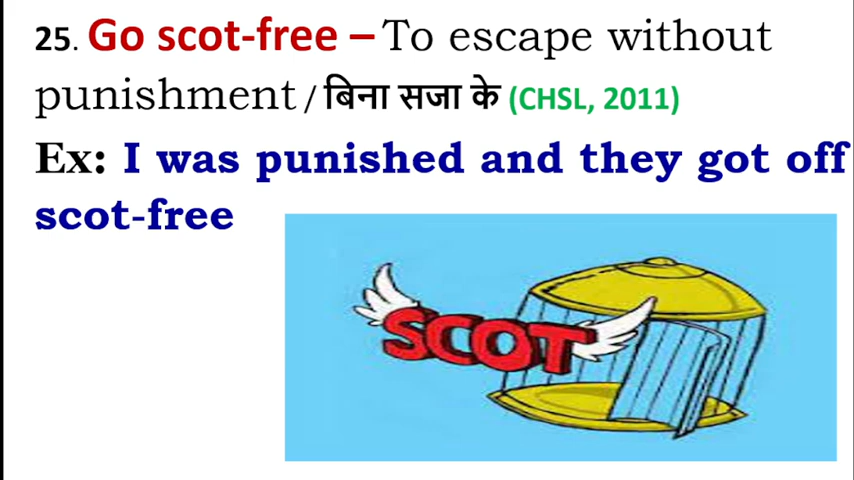 25. Go scot-free – To escape without
punishment/बिना सजा के (CHSL, 2011)
Ex: I was punished and they got off
scot-free
SCOT